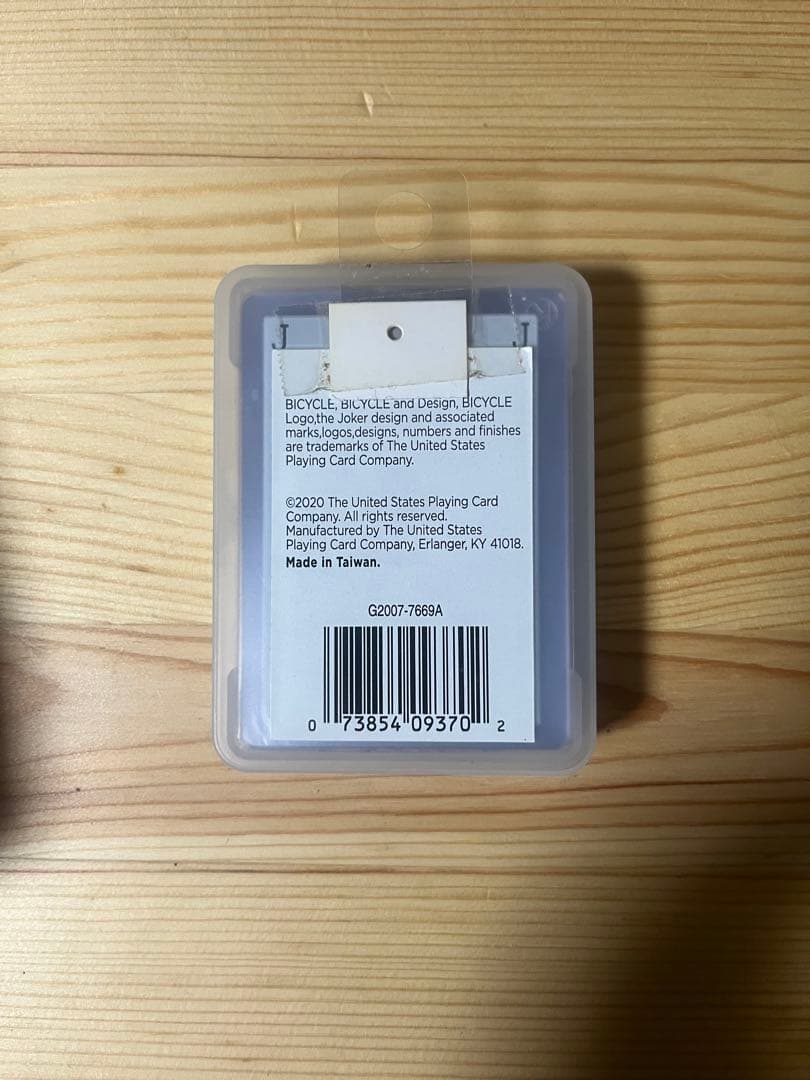 J J
BICYCLE, BICYCLE and Design, BICYCLE
Logo,the Joker design and associated
marks,logos,designs, numbers and finishes
are trademarks of The United States
Playing Card Company.
©2020 The United States Playing Card
Company. All rights reserved.
Manufactured by The United States
Playing Card Company, Erlanger, KY 41018.
Made in Taiwan.
G2007-7669A
0 73854 09370 2